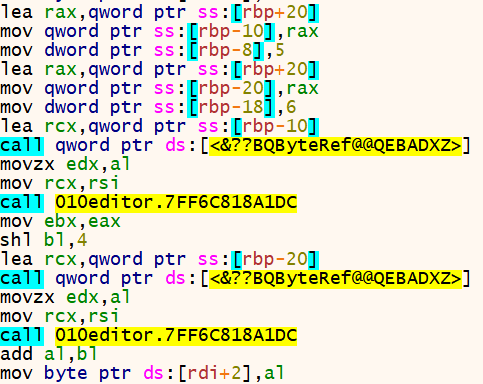 lea rax,qword ptr ss:[rbp+20]
mov qword ptr ss:[rbp-10],rax
mov dword ptr ss:[rbp-8],5
lea rax,qword ptr ss:[rbp+20]
mov qword ptr ss:[rbp-20],rax
mov dword ptr ss:[rbp-18],6
lea rcx,qword ptr ss:[rbp-10]
call qword ptr ds:[<&??BQByteRef@@QEBADXZ>]
movzx edx,al
mov rcx,rsi
call 010editor.7FF6C818A1DC
mov ebx,eax
shl bl,4
lea rcx,qword ptr ss:[rbp-20]
call qword ptr ds:[<&??BQByteRef@@QEBADXZ>]
movzx edx,al
mov rcx,rsi
call 010editor.7FF6C818A1DC
add al,bl
mov byte ptr ds:[rdi+2],al